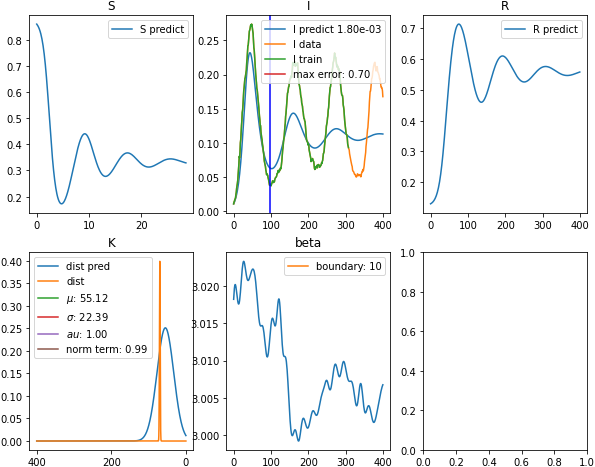 S
S predict
0.8
0.7
0.6
0.5
0.4
0.3
0.2
0 10 20
I
I predict 1.80e-03
I data
I train
max error: 0.70
0.25
0.20
0.15
0.10
0.05
0.00
0 100 200 300 400
R
R predict
0.7
0.6
0.5
0.4
0.3
0.2
0 100 200 300 400
K
dist pred
dist
μ: 55.12
σ: 22.39
au: 1.00
norm term: 0.99
0.40
0.35
0.30
0.25
0.20
0.15
0.10
0.05
0.00
400 200 0
beta
boundary: 10
3.020
3.015
3.010
3.005
3.000
0 100 200 300 400
1.0
0.8
0.6
0.4
0.2
0.0
0.0 0.2 0.4 0.6 0.8 1.0